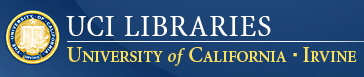 UCI LIBRARIES
UNIVERSITY of CALIFORNIA · IRVINE